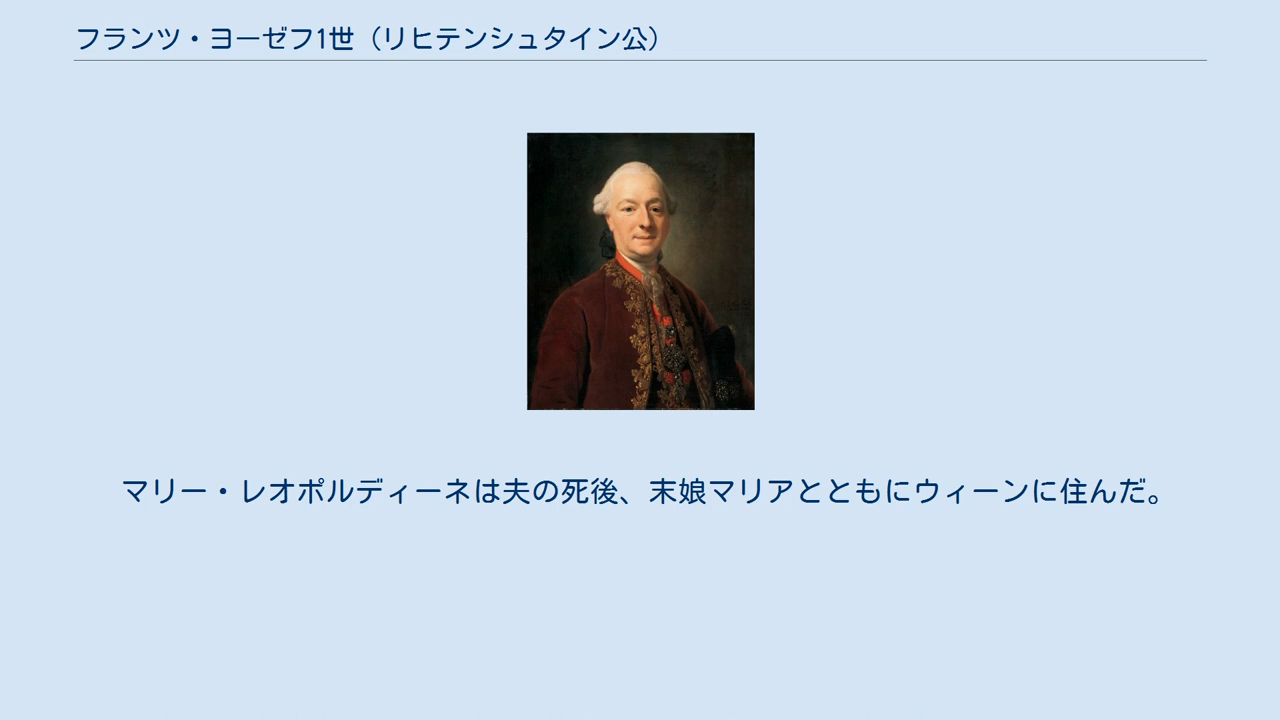 フランツ・ヨーゼフ1世（リヒテンシュタイン公）
マリー・レオポルディーネは夫の死後、末娘マリアとともにウィーンに住んだ。